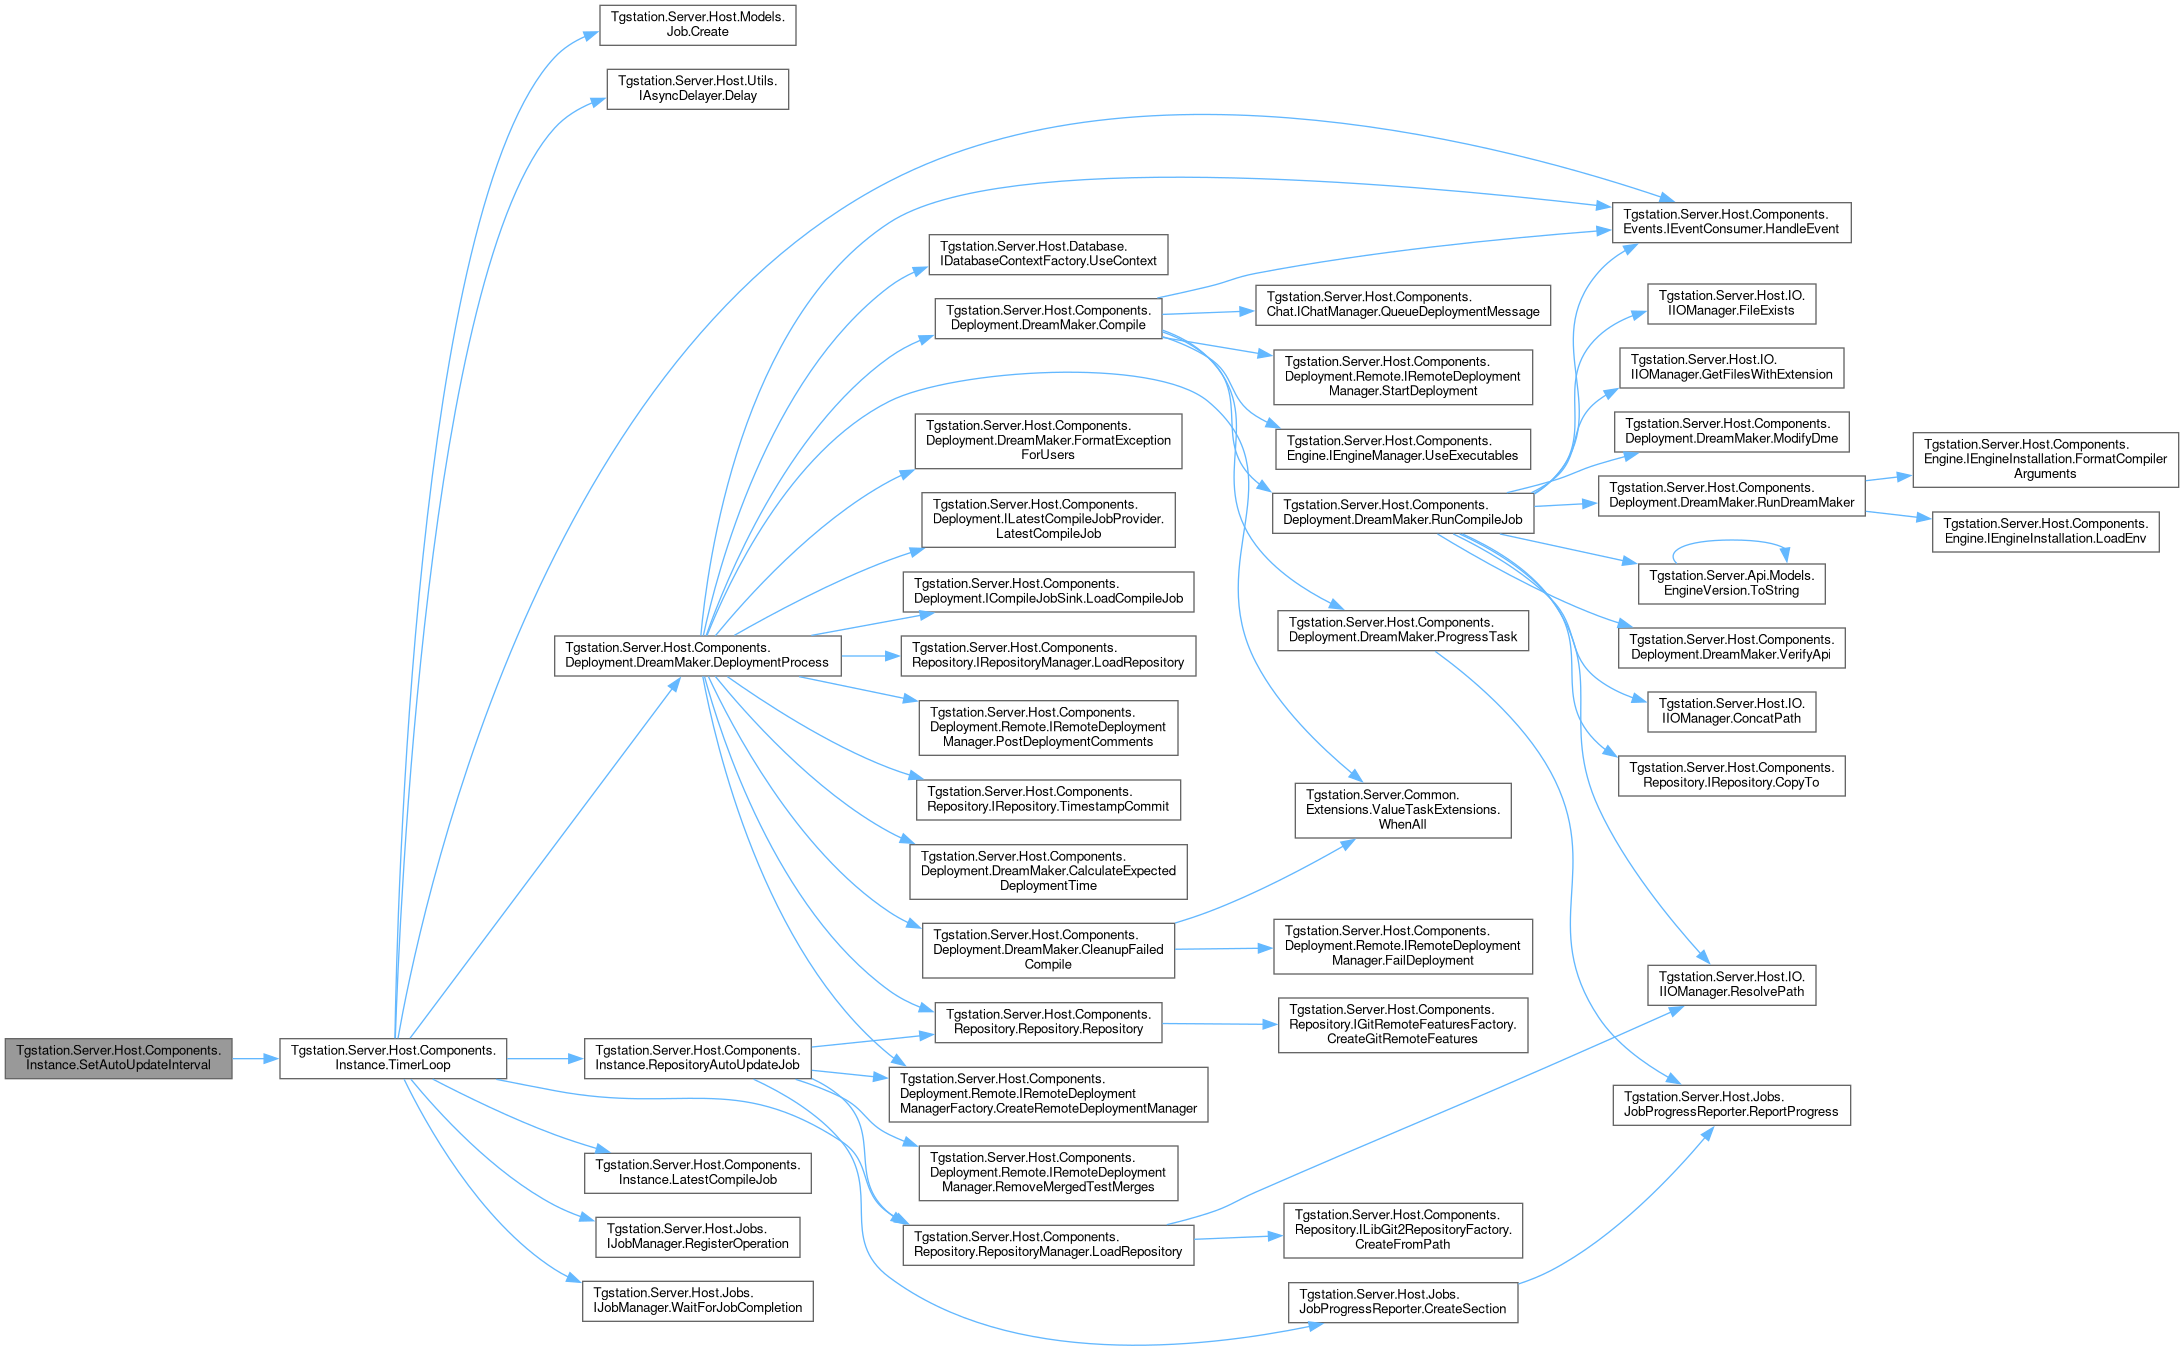 Tgstation.Server.Host.Components.
Instance.SetAutoUpdateInterval
Tgstation.Server.Host.Components.
Instance.TimerLoop
Tgstation.Server.Host.Models.
Job.Create
Tgstation.Server.Host.Utils.
IAsyncDelayer.Delay
Tgstation.Server.Host.Components.
Deployment.DreamMaker.DeploymentProcess
Tgstation.Server.Host.Components.
Instance.RepositoryAutoUpdateJob
Tgstation.Server.Host.Components.
Instance.LatestCompileJob
Tgstation.Server.Host.Jobs.
IJobManager.RegisterOperation
Tgstation.Server.Host.Jobs.
IJobManager.WaitForJobCompletion
Tgstation.Server.Host.Database.
IDatabaseContextFactory.UseContext
Tgstation.Server.Host.Components.
Deployment.DreamMaker.Compile
Tgstation.Server.Host.Components.
Deployment.DreamMaker.FormatException
ForUsers
Tgstation.Server.Host.Components.
Deployment.ILatestCompileJobProvider.
LatestCompileJob
Tgstation.Server.Host.Components.
Deployment.ICompileJobSink.LoadCompileJob
Tgstation.Server.Host.Components.
Repository.IRepositoryManager.LoadRepository
Tgstation.Server.Host.Components.
Deployment.Remote.IRemoteDeployment
Manager.PostDeploymentComments
Tgstation.Server.Host.Components.
Repository.IRepository.TimestampCommit
Tgstation.Server.Host.Components.
Deployment.DreamMaker.CalculateExpected
DeploymentTime
Tgstation.Server.Host.Components.
Deployment.DreamMaker.CleanupFailed
Compile
Tgstation.Server.Host.Components.
Repository.Repository.Repository
Tgstation.Server.Host.Components.
Deployment.Remote.IRemoteDeployment
ManagerFactory.CreateRemoteDeploymentManager
Tgstation.Server.Host.Components.
Deployment.Remote.IRemoteDeployment
Manager.RemoveMergedTestMerges
Tgstation.Server.Host.Components.
Repository.RepositoryManager.LoadRepository
Tgstation.Server.Host.Components.
Chat.IChatManager.QueueDeploymentMessage
Tgstation.Server.Host.Components.
Deployment.Remote.IRemoteDeployment
Manager.StartDeployment
Tgstation.Server.Host.Components.
Engine.IEngineManager.UseExecutables
Tgstation.Server.Host.Components.
Deployment.DreamMaker.RunCompileJob
Tgstation.Server.Host.Components.
Deployment.DreamMaker.ProgressTask
Tgstation.Server.Common.
Extensions.ValueTaskExtensions.
WhenAll
Tgstation.Server.Host.Components.
Deployment.Remote.IRemoteDeployment
Manager.FailDeployment
Tgstation.Server.Host.Components.
Repository.IGitRemoteFeaturesFactory.
CreateGitRemoteFeatures
Tgstation.Server.Host.Components.
Repository.ILibGit2RepositoryFactory.
CreateFromPath
Tgstation.Server.Host.Jobs.
JobProgressReporter.CreateSection
Tgstation.Server.Host.Components.
Events.IEventConsumer.HandleEvent
Tgstation.Server.Host.IO.
IIOManager.FileExists
Tgstation.Server.Host.IO.
IIOManager.GetFilesWithExtension
Tgstation.Server.Host.Components.
Deployment.DreamMaker.ModifyDme
Tgstation.Server.Host.Components.
Deployment.DreamMaker.RunDreamMaker
Tgstation.Server.Api.Models.
EngineVersion.ToString
Tgstation.Server.Host.Components.
Deployment.DreamMaker.VerifyApi
Tgstation.Server.Host.IO.
IIOManager.ConcatPath
Tgstation.Server.Host.Components.
Repository.IRepository.CopyTo
Tgstation.Server.Host.IO.
IIOManager.ResolvePath
Tgstation.Server.Host.Jobs.
JobProgressReporter.ReportProgress
Tgstation.Server.Host.Components.
Engine.IEngineInstallation.FormatCompiler
Arguments
Tgstation.Server.Host.Components.
Engine.IEngineInstallation.LoadEnv